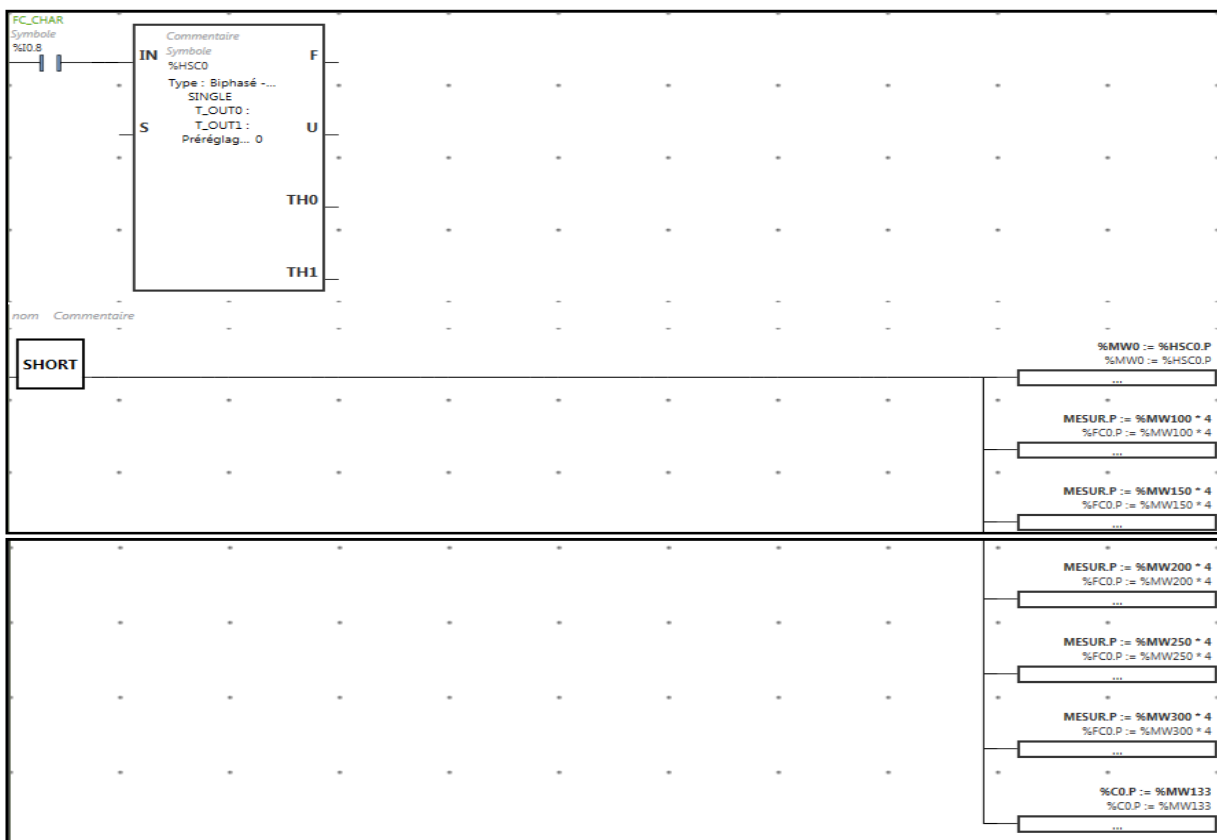 FC_CHAR
Symbole
%I0.8
Commentaire
IN Symbole F
%HSC0
Type : Biphasé -...
SINGLE
T_OUT0 :
S T_OUT1 : U
Préréglag... 0
TH0
TH1
nom Commentaire
SHORT
%MW0 := %HSC0.P
%MW0 := %HSC0.P
...
MESUR.P := %MW100 * 4
%FC0.P := %MW100 * 4
...
MESUR.P := %MW150 * 4
%FC0.P := %MW150 * 4
...
MESUR.P := %MW200 * 4
%FC0.P := %MW200 * 4
...
MESUR.P := %MW250 * 4
%FC0.P := %MW250 * 4
...
MESUR.P := %MW300 * 4
%FC0.P := %MW300 * 4
...
%C0.P := %MW133
%C0.P := %MW133
...